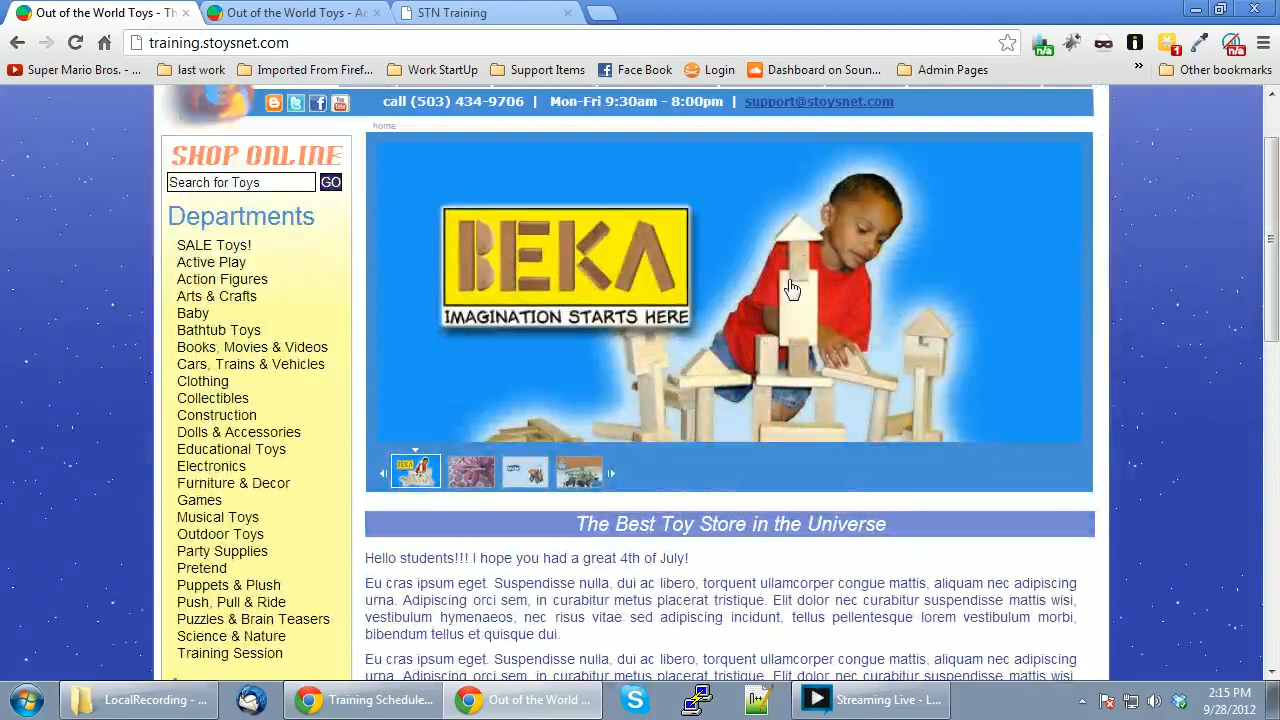 Out of the World Toys - Th
Out of the World Toys - Ac
STN Training
training.stoysnet.com
n/a
1
n/a
Super Mario Bros. - ...
last work
Imported From Firef...
Work StartUp
Support Items
Face Book
Login
Dashboard on Soun...
Admin Pages
»
Other bookmarks
call (503) 434-9706 | Mon-Fri 9:30am - 8:00pm | support@stoysnet.com
home
SHOP ONLINE
Search for Toys
GO
Departments
SALE Toys!
Active Play
Action Figures
Arts & Crafts
Baby
Bathtub Toys
Books, Movies & Videos
Cars, Trains & Vehicles
Clothing
Collectibles
Construction
Dolls & Accessories
Educational Toys
Electronics
Furniture & Decor
Games
Musical Toys
Outdoor Toys
Party Supplies
Pretend
Puppets & Plush
Push, Pull & Ride
Puzzles & Brain Teasers
Science & Nature
Training Session
BEKA
IMAGINATION STARTS HERE
The Best Toy Store in the Universe
Hello students!!! I hope you had a great 4th of July!
Eu cras ipsum eget. Suspendisse nulla, dui ac libero, torquent ullamcorper congue mattis, aliquam nec adipiscing
urna. Adipiscing orci sem, in curabitur metus placerat tristique. Elit dolor nec curabitur suspendisse mattis wisi,
vestibulum hymenaeos, nec risus vitae sed adipiscing incidunt, tellus pellentesque lorem vestibulum morbi,
bibendum tellus et quisque dui.
Eu cras ipsum eget. Suspendisse nulla, dui ac libero, torquent ullamcorper congue mattis, aliquam nec adipiscing
LocalRecording - ...
Training Schedule...
Out of the World ...
Streaming Live - L...
2:15 PM
9/28/2012